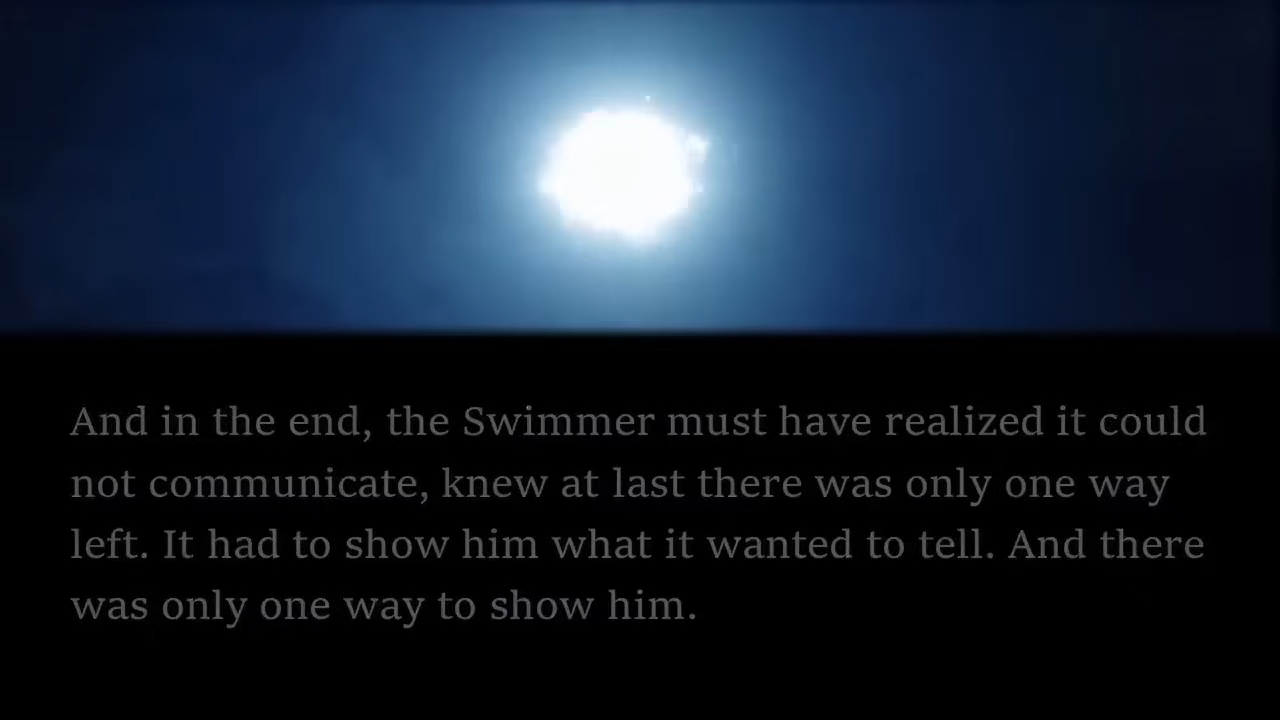 And in the end, the Swimmer must have realized it could
not communicate, knew at last there was only one way
left. It had to show him what it wanted to tell. And there
was only one way to show him.